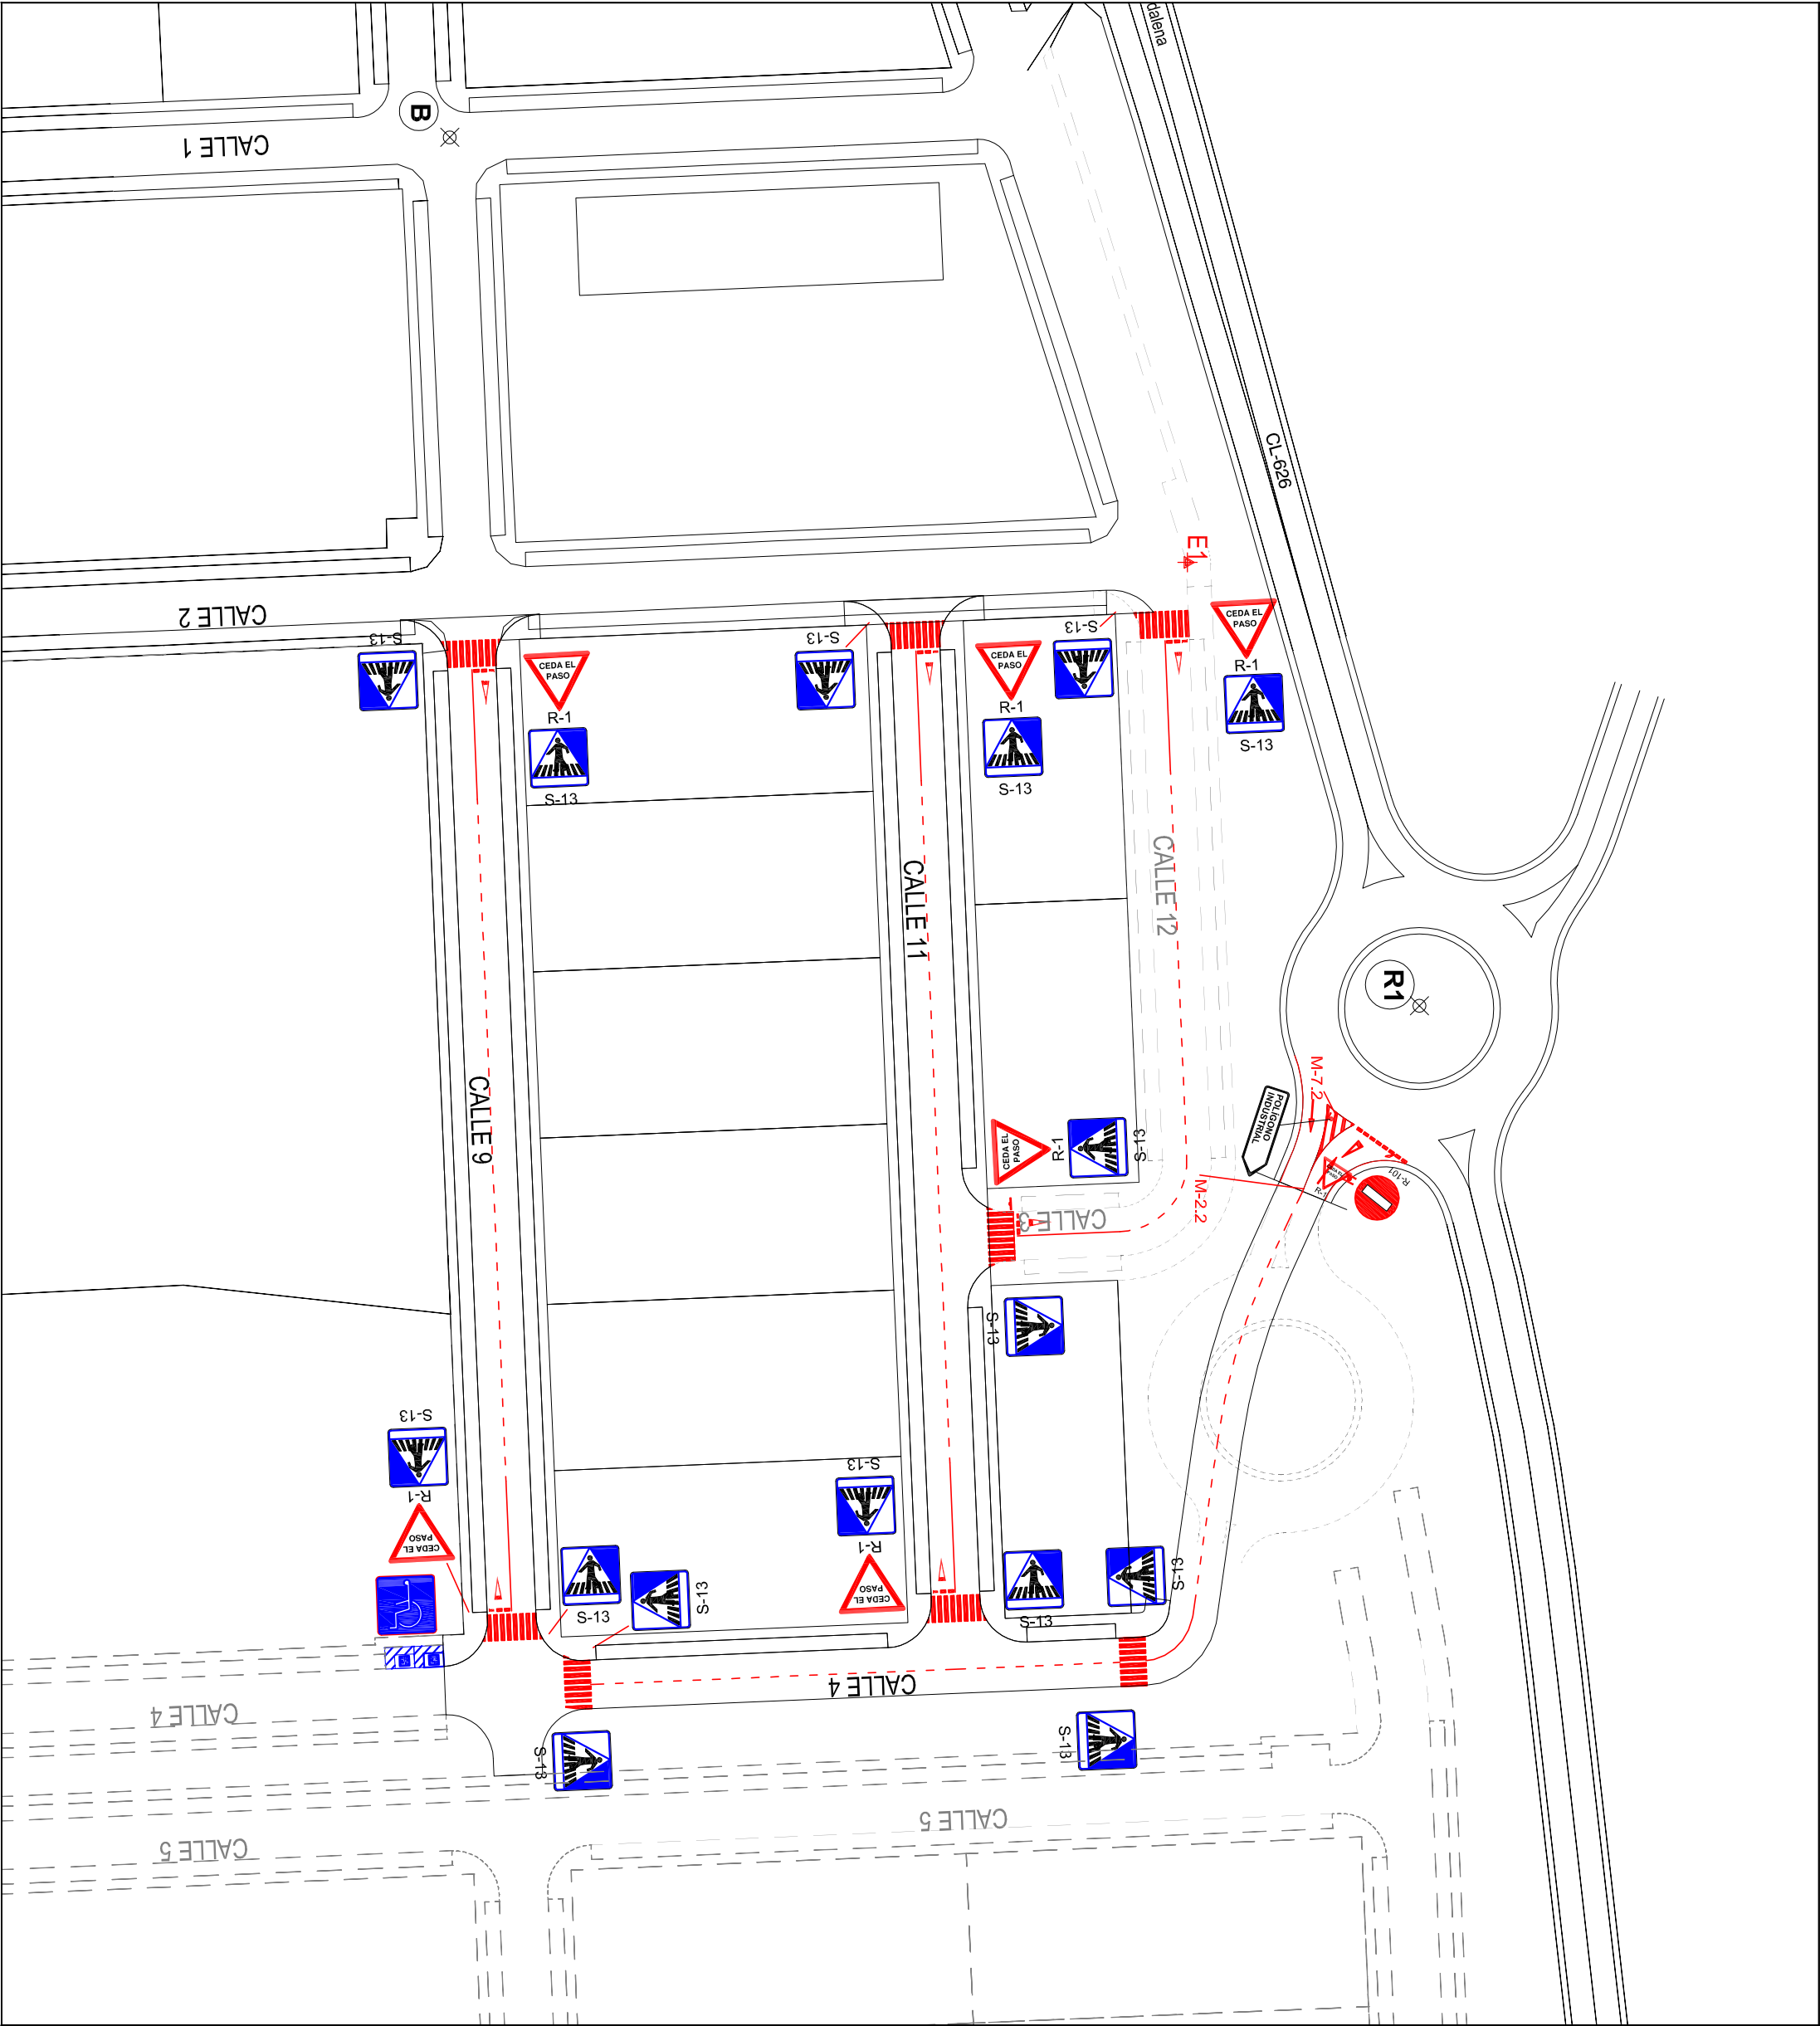 dalena
B
CALLE 1
CL-626
E1
CALLE 2
S-13
S-13
S-13
CEDA EL
PASO
R-1
S-13
CEDA EL
PASO
R-1
S-13
CEDA EL
PASO
R-1
S-13
CALLE 11
CALLE 12
R1
CALLE 9
M-7.2
POLÍGONO
INDUSTRIAL
CEDA EL
PASO
R-1
S-13
R-101
R-1
M-2.2
CALLE 3
S-13
S-13
R-1
CEDA EL
PASO
S-13
R-1
CEDA EL
PASO
S-13
S-13
S-13
S-13
CALLE 4
CALLE 4
S-13
S-13
CALLE 5
CALLE 5